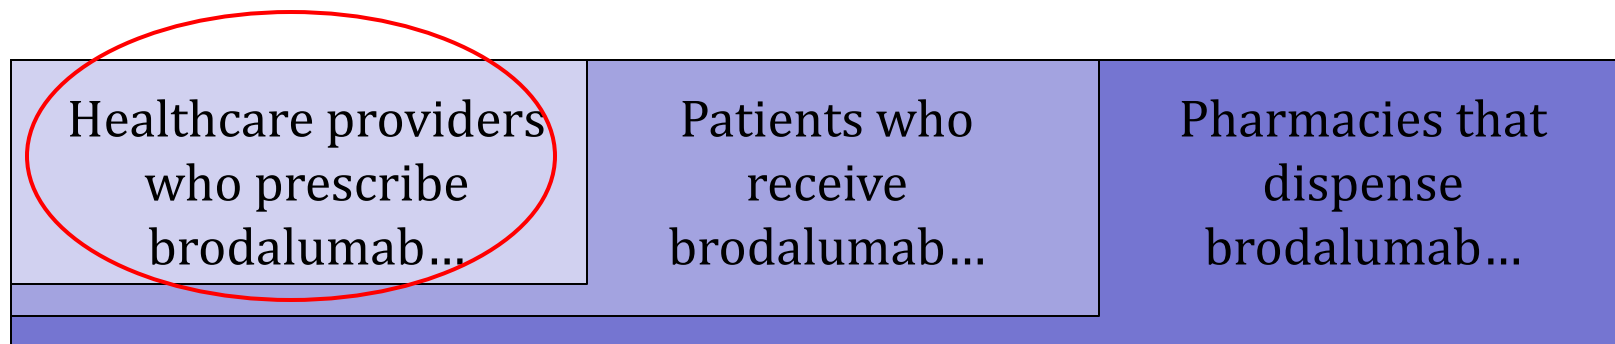 Healthcare providers
who prescribe
brodalumab…
Patients who
receive
brodalumab…
Pharmacies that
dispense
brodalumab…